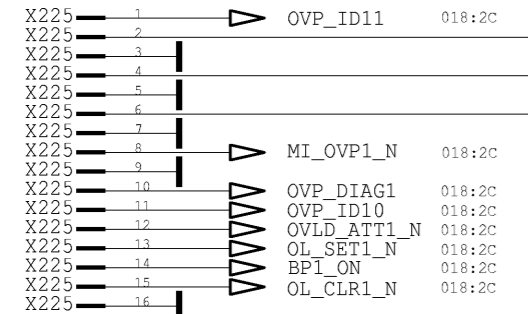 X225 1 OVP_ID11 018:2C
X225 2
X225 3
X225 4
X225 5
X225 6
X225 7
X225 8 MI_OVP1_N 018:2C
X225 9
X225 10 OVP_DIAG1 018:2C
X225 11 OVP_ID10 018:2C
X225 12 OVLD_ATT1_N 018:2C
X225 13 OL_SET1_N 018:2C
X225 14 BP1_ON 018:2C
X225 15 OL_CLR1_N 018:2C
X225 16